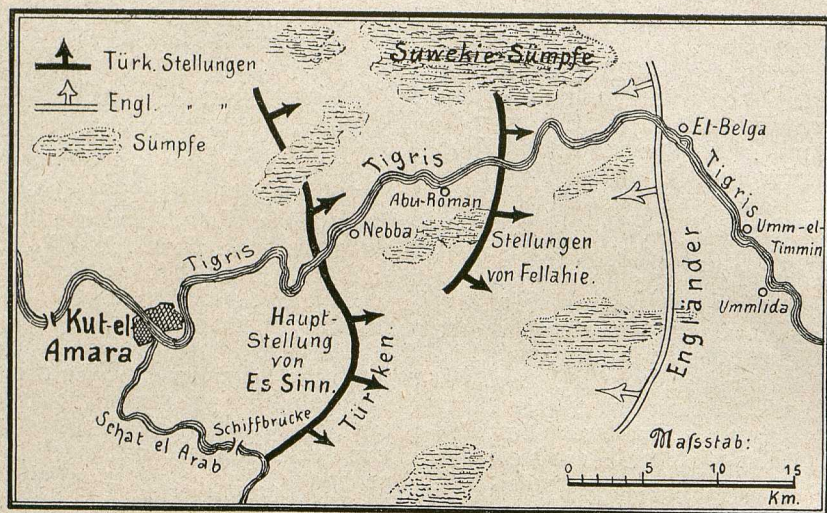 Türk. Stellungen
Engl. „ „
Sümpfe
Suwekie-Sümpfe
Tigris
Et-Belga
Tigris
Abu-Roman
Nebba
Umm-el-
Timmin
Stellungen
von Fellahie.
Tigris
Ummlida
Kut-el
Amara
Haupt-
Stellung
von
Es Sinn.
Türken.
Engländer
Schiffbrücke
Schat el Arab
Maſsstab:
0 5 10 15
Km.